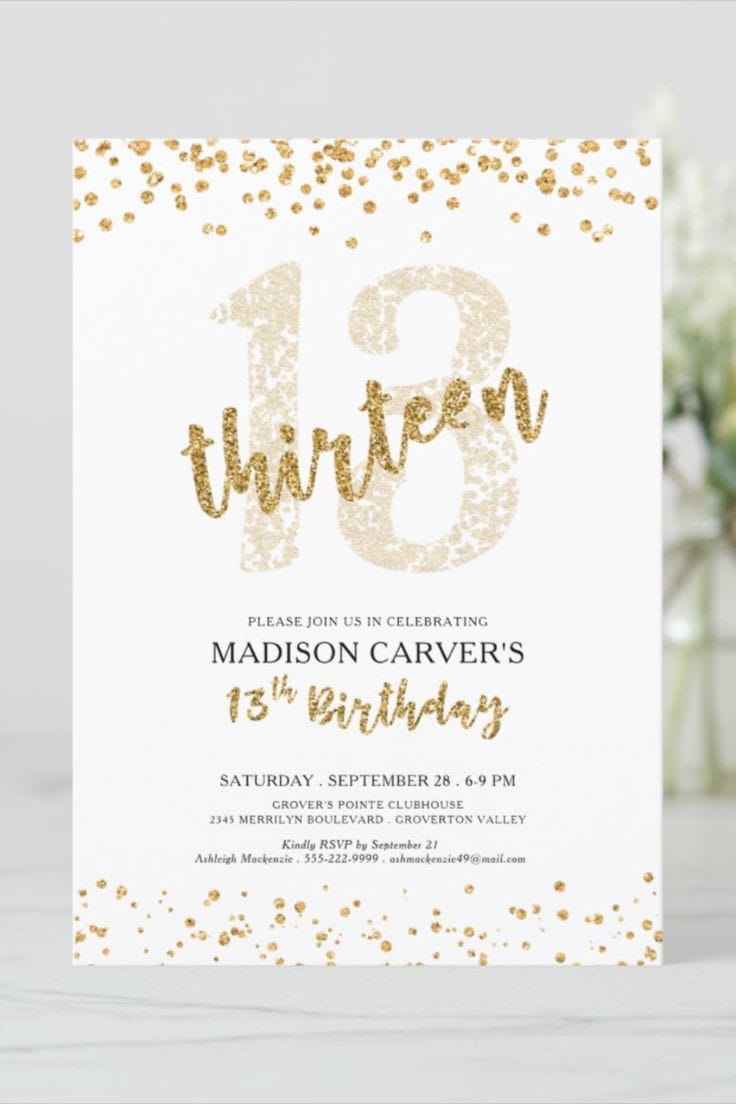 13
thirteen
PLEASE JOIN US IN CELEBRATING
MADISON CARVER'S
13th Birthday
SATURDAY . SEPTEMBER 28 . 6-9 PM
GROVER'S POINTE CLUBHOUSE
2345 MERRILYN BOULEVARD . GROVERTON VALLEY
Kindly RSVP by September 21
Ashleigh Mackenzie . 555-222-9999 . ashmackenzie49@mail.com